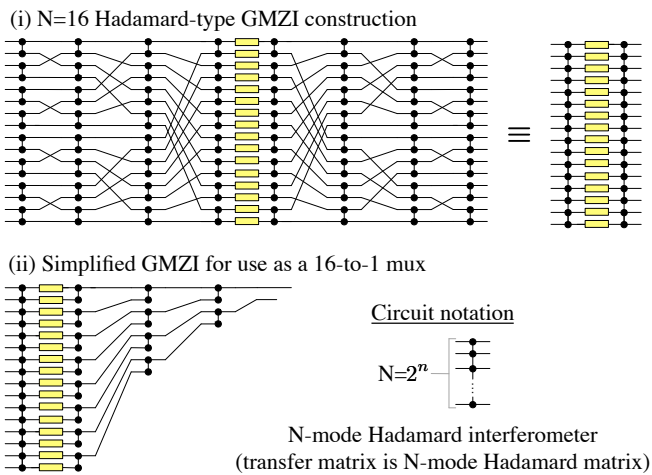 (i) N=16 Hadamard-type GMZI construction
≡
(ii) Simplified GMZI for use as a 16-to-1 mux
Circuit notation
N=2ⁿ
N-mode Hadamard interferometer
(transfer matrix is N-mode Hadamard matrix)